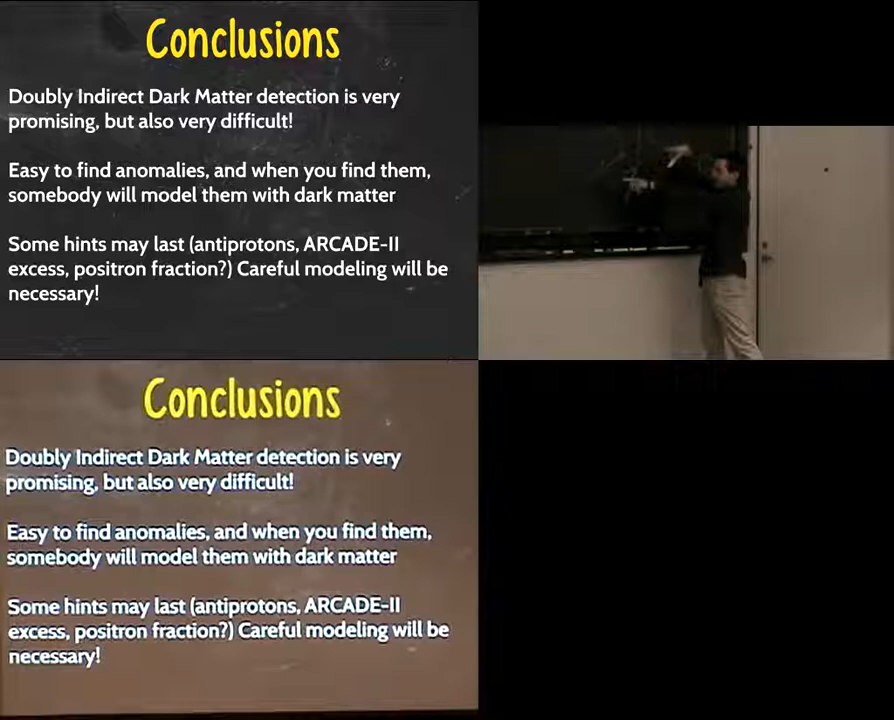 Conclusions
Doubly Indirect Dark Matter detection is very
promising, but also very difficult!
Easy to find anomalies, and when you find them,
somebody will model them with dark matter
Some hints may last (antiprotons, ARCADE-II
excess, positron fraction?) Careful modeling will be
necessary!
Conclusions
Doubly Indirect Dark Matter detection is very
promising, but also very difficult!
Easy to find anomalies, and when you find them,
somebody will model them with dark matter
Some hints may last (antiprotons, ARCADE-II
excess, positron fraction?) Careful modeling will be
necessary!